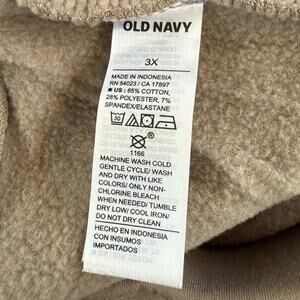 OLD NAVY
3X
MADE IN INDONESIA
RN 54023 / CA 17897
US : 65% COTTON,
28% POLYESTER, 7%
SPANDEX/ELASTANE
30
1166
MACHINE WASH COLD
GENTLE CYCLE/ WASH
AND DRY WITH LIKE
COLORS/ ONLY NON-
CHLORINE BLEACH
WHEN NEEDED/ TUMBLE
DRY LOW/ COOL IRON/
DO NOT DRY CLEAN
HECHO EN INDONESIA
CON INSUMOS
IMPORTADOS